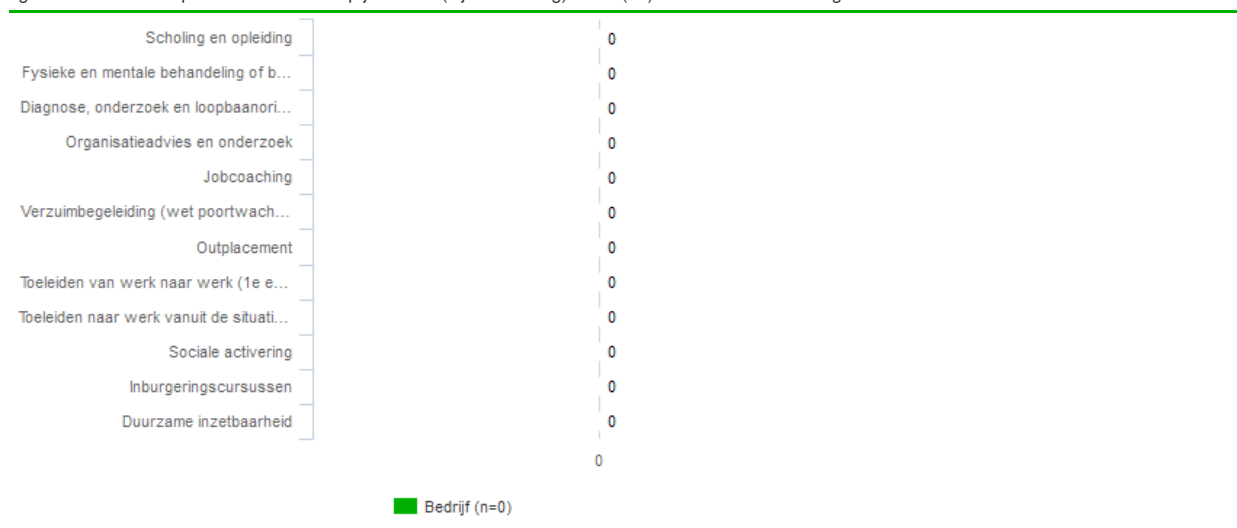 Scholing en opleiding 0
Fysieke en mentale behandeling of b... 0
Diagnose, onderzoek en loopbaanori... 0
Organisatieadvies en onderzoek 0
Jobcoaching 0
Verzuimbegeleiding (wet poortwach... 0
Outplacement 0
Toeleiden van werk naar werk (1e e... 0
Toeleiden naar werk vanuit de situati... 0
Sociale activering 0
Inburgeringscursussen 0
Duurzame inzetbaarheid 0
0
Bedrijf (n=0)